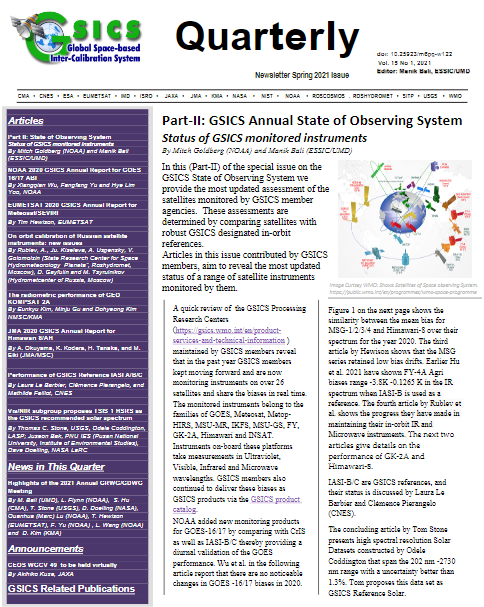 GSICS
Global Space-based
Inter-Calibration System
Quarterly
Newsletter Spring 2021 Issue
doi: 10.25923/m6pg-w122
Vol. 15 No 1, 2021
Editor: Manik Bali, ESSIC/UMD
CMA • CNES • ESA • EUMETSAT • IMD • ISRO • JAXA • JMA • KMA • NASA • NIST • NOAA • ROSCOSMOS . ROSHYDROMET • SITP • USGS • WMO
Articles
Part II: State of Observing System
Status of GSICS monitored instruments
By Mitch Goldberg (NOAA) and Manik Bali
(ESSIC/UMD)
NOAA 2020 GSICS Annual Report for GOES
16/17 ABI
By Xiangqian Wu, Fangfang Yu and Hye Lim
Yoo, NOAA
EUMETSAT 2020 GSICS Annual Report for
Meteosat/SEVIRI
By Tim Hewison, EUMETSAT
On orbit calibration of Russian satellite
instruments: new issues
By Rublev, A., Ju. Kiseleva, A. Uspensky, V.
Golomolzin (State Research Center for Space
Hydrometeorology Planeta", Roshydromet,
Moscow), D. Gayfulin and M. Tsyrulnikov
(Hydrometcenter of Russia, Moscow)
The radiometric performance of GEO
KOMPSAT 2A
By Eunkyu Kim, Minju Gu and Dohyeong Kim
NMSC/KMA
JMA 2020 GSICS Annual Report for
Himawari 8/AH
By A. Okuyama, K. Kodera, H. Tanaka, and M.
Eiki (JMA/MSC)
Performance of GSICS Reference IASI A/B/C
By Laura Le Barbier, Clémence Pierangelo, and
Mathilde Faillot, CNES
Vis/NIR subgroup proposes TSIS 1 HSRS as
the GSICS recommended solar spectrum
By Thomas C. Stone, USGS, Odele Coddington,
LASP; Juseon Bak, PNU IES (Pusan National
University, Institute of Environmental Studies),
Dave Doelling, NASA LaRC
News in This Quarter
Highlights of the 2021 Annual GRWG/GDWG
Meeting
By M. Bali (UMD), L. Flynn (NOAA), S. Hu
(CMA), T. Stone (USGS), D. Doelling (NASA),
Quanhua (Mark) Lu (NOAA), T. Hewison
(EUMETSAT), F. Yu (NOAA) , L. Wang (NOAA)
and D. Kim (KMA)
Announcements
CEOS WGCV 49 to be held virtually
By Akihiko Kuze, JAXA
GSICS Related Publications
Part-II: GSICS Annual State of Observing System
Status of GSICS monitored instruments
By Mitch Goldberg (NOAA) and Manik Bali (ESSIC/UMD)
In this (Part-II) of the special issue on the
GSICS State of Observing System we
provide the most updated assessment of the
satellites monitored by GSICS member
agencies. These assessments are
determined by comparing satellites with
robust GSICS designated in-orbit
references.
Articles in this issue contributed by GSICS
members, aim to reveal the most updated
status of a range of satellite instruments
monitored by them.
Image Curtsey WMO: Shows Satellites of Space observing System
https://public.wmo.int/en/programmes/wmo-space-programme
A quick review of the GSICS Processing
Research Centers
(https://gsics.wmo.int/en/product-
services-and-technical-information )
maintained by GSICS members reveal
that in the past year GSICS members
kept moving forward and are now
monitoring instruments on over 26
satellites and share the biases in real time.
The monitored instruments belong to the
families of GOES, Meteosat, Metop-
HIRS, MSU-MR, IKFS, MSU-GS, FY,
GK-2A, Himawari and INSAT.
Instruments on-board these platforms
take measurements in Ultraviolet,
Visible, Infrared and Microwave
wavelengths. GSICS members also
continued to deliver these biases as
GSICS products via the GSICS product
catalog.
NOAA added new monitoring products
for GOES-16/17 by comparing with CrIS
as well as IASI-B/C thereby providing a
diurnal validation of the GOES
performance. Wu et al. in the following
article report that there are no noticeable
changes in GOES -16/17 biases in 2020.
Figure 1 on the next page shows the
similarity between the mean bias for
MSG-1/2/3/4 and Himawari-8 over their
spectrum for the year 2020. The third
article by Hewison shows that the MSG
series retained low bias drifts. Earlier Hu
et al. 2021 have shown FY-4A Agri
biases range -3.8K -0.1265 K in the IR
spectrum when IASI-B is used as a
reference. The fourth article by Rublev et
al. shows the progress they have made in
maintaining their in-orbit IR and
Microwave instruments. The next two
articles give details on the
performance of GK-2A and
Himawari-8.
IASI-B/C are GSICS references, and
their status is discussed by Laura Le
Barbier and Clémence Pierangelo
(CNES).
The concluding article by Tom Stone
presents high spectral resolution Solar
Datasets constructed by Odele
Coddington that span the 202 nm -2730
nm range with a uncertainty better than
1.3%. Tom proposes this data set as
GSICS Reference Solar.